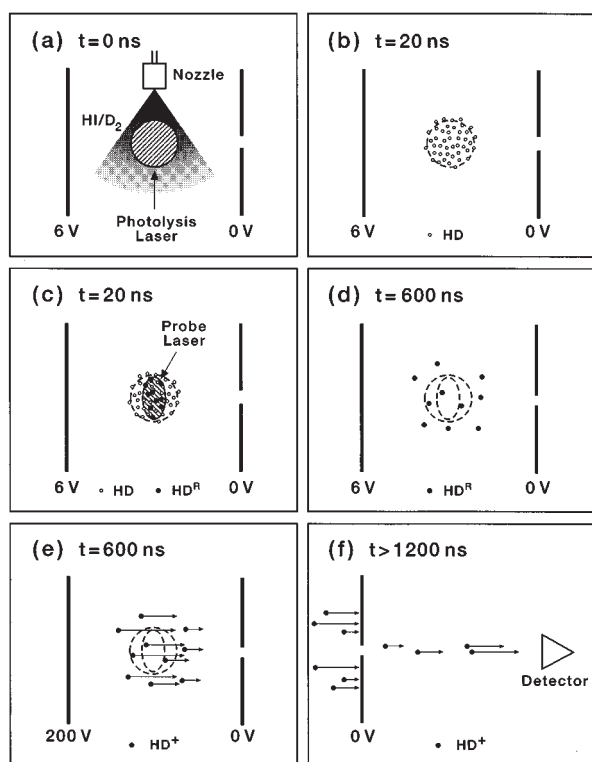 (a) t=0 ns
Nozzle
HI/D₂
Photolysis
Laser
6 V
0 V
(b) t=20 ns
6 V
HD
0 V
(c) t=20 ns
Probe
Laser
6 V
HD
HDᴿ
0 V
(d) t=600 ns
6 V
HDᴿ
0 V
(e) t=600 ns
200 V
HD⁺
0 V
(f) t>1200 ns
Detector
0 V
HD⁺